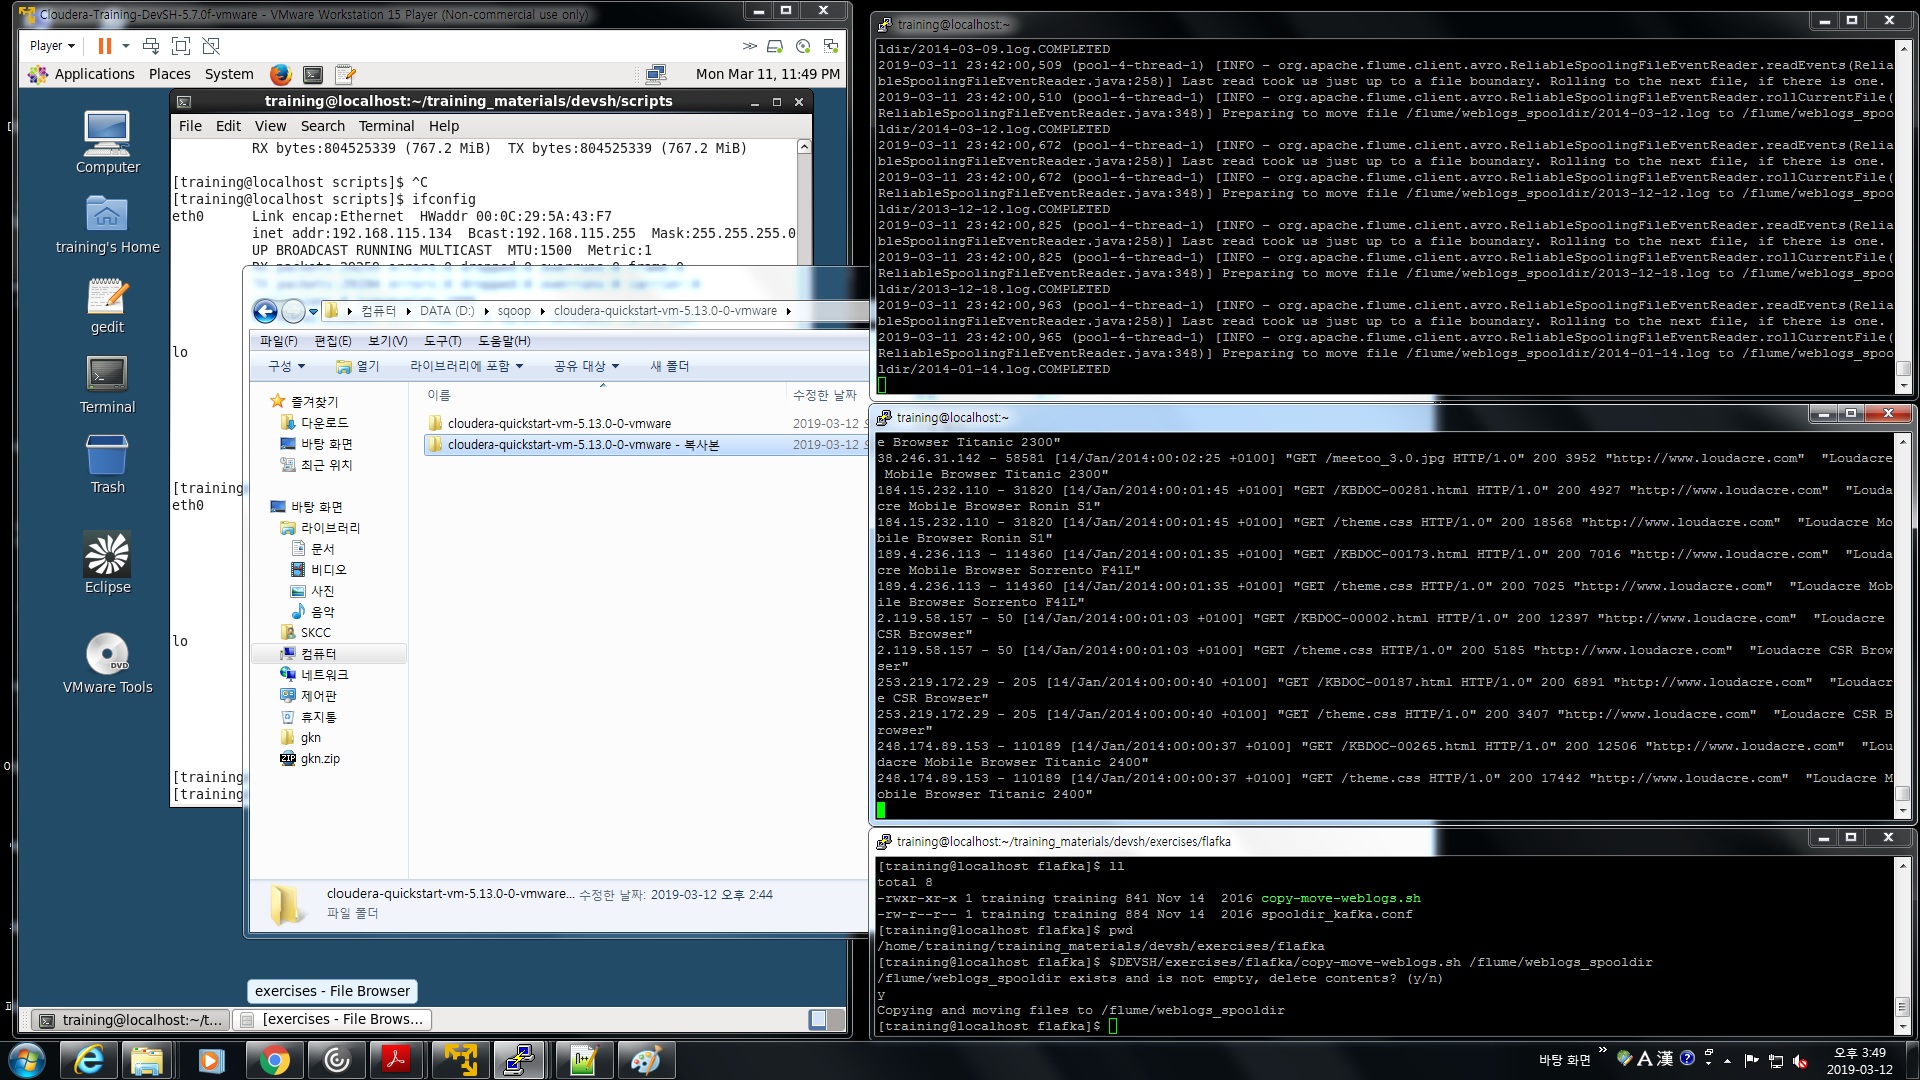 Cloudera-Training-DevSH-5.7.0f-vmware - VMware Workstation 15 Player (Non-commercial use only)
Player
Applications Places System
Mon Mar 11, 11:49 PM
Computer
training's Home
gedit
Terminal
Trash
Eclipse
DVD
VMware Tools
training@localhost:~/training_materials/devsh/scripts
File Edit View Search Terminal Help
RX bytes:804525339 (767.2 MiB)  TX bytes:804525339 (767.2 MiB)
[training@localhost scripts]$ ^C
[training@localhost scripts]$ ifconfig
eth0      Link encap:Ethernet  HWaddr 00:0C:29:5A:43:F7
inet addr:192.168.115.134  Bcast:192.168.115.255  Mask:255.255.255.0
UP BROADCAST RUNNING MULTICAST  MTU:1500  Metric:1
lo
[training
eth0
lo
[training
[training
컴퓨터 DATA (D:) sqoop cloudera-quickstart-vm-5.13.0-0-vmware
파일(F) 편집(E) 보기(V) 도구(T) 도움말(H)
구성 열기 라이브러리에 포함 공유 대상 새 폴더
즐겨찾기
다운로드
바탕 화면
최근 위치
바탕 화면
라이브러리
문서
비디오
사진
음악
SKCC
컴퓨터
네트워크
제어판
휴지통
gkn
gkn.zip
이름 수정한 날짜
cloudera-quickstart-vm-5.13.0-0-vmware 2019-03-12
cloudera-quickstart-vm-5.13.0-0-vmware - 복사본 2019-03-12
cloudera-quickstart-vm-5.13.0-0-vmware... 수정한 날짜: 2019-03-12 오후 2:44
파일 폴더
exercises - File Browser
training@localhost:~/t...
[exercises - File Brows...
training@localhost:~
ldir/2014-03-09.log.COMPLETED
2019-03-11 23:42:00,509 (pool-4-thread-1) [INFO - org.apache.flume.client.avro.ReliableSpoolingFileEventReader.readEvents(Relia
bleSpoolingFileEventReader.java:258)] Last read took us just up to a file boundary. Rolling to the next file, if there is one.
2019-03-11 23:42:00,510 (pool-4-thread-1) [INFO - org.apache.flume.client.avro.ReliableSpoolingFileEventReader.rollCurrentFile(
ReliableSpoolingFileEventReader.java:348)] Preparing to move file /flume/weblogs_spooldir/2014-03-12.log to /flume/weblogs_spoo
ldir/2014-03-12.log.COMPLETED
2019-03-11 23:42:00,672 (pool-4-thread-1) [INFO - org.apache.flume.client.avro.ReliableSpoolingFileEventReader.readEvents(Relia
bleSpoolingFileEventReader.java:258)] Last read took us just up to a file boundary. Rolling to the next file, if there is one.
2019-03-11 23:42:00,672 (pool-4-thread-1) [INFO - org.apache.flume.client.avro.ReliableSpoolingFileEventReader.rollCurrentFile(
ReliableSpoolingFileEventReader.java:348)] Preparing to move file /flume/weblogs_spooldir/2013-12-12.log to /flume/weblogs_spoo
ldir/2013-12-12.log.COMPLETED
2019-03-11 23:42:00,825 (pool-4-thread-1) [INFO - org.apache.flume.client.avro.ReliableSpoolingFileEventReader.readEvents(Relia
bleSpoolingFileEventReader.java:258)] Last read took us just up to a file boundary. Rolling to the next file, if there is one.
2019-03-11 23:42:00,825 (pool-4-thread-1) [INFO - org.apache.flume.client.avro.ReliableSpoolingFileEventReader.rollCurrentFile(
ReliableSpoolingFileEventReader.java:348)] Preparing to move file /flume/weblogs_spooldir/2013-12-18.log to /flume/weblogs_spoo
ldir/2013-12-18.log.COMPLETED
2019-03-11 23:42:00,963 (pool-4-thread-1) [INFO - org.apache.flume.client.avro.ReliableSpoolingFileEventReader.readEvents(Relia
bleSpoolingFileEventReader.java:258)] Last read took us just up to a file boundary. Rolling to the next file, if there is one.
2019-03-11 23:42:00,965 (pool-4-thread-1) [INFO - org.apache.flume.client.avro.ReliableSpoolingFileEventReader.rollCurrentFile(
ReliableSpoolingFileEventReader.java:348)] Preparing to move file /flume/weblogs_spooldir/2014-01-14.log to /flume/weblogs_spoo
ldir/2014-01-14.log.COMPLETED
training@localhost:~
e Browser Titanic 2300"
38.246.31.142 - 58581 [14/Jan/2014:00:02:25 +0100] "GET /meetoo_3.0.jpg HTTP/1.0" 200 3952 "http://www.loudacre.com"  "Loudacre
Mobile Browser Titanic 2300"
184.15.232.110 - 31820 [14/Jan/2014:00:01:45 +0100] "GET /KBDOC-00281.html HTTP/1.0" 200 4927 "http://www.loudacre.com"  "Louda
cre Mobile Browser Ronin S1"
184.15.232.110 - 31820 [14/Jan/2014:00:01:45 +0100] "GET /theme.css HTTP/1.0" 200 18568 "http://www.loudacre.com"  "Loudacre Mo
bile Browser Ronin S1"
189.4.236.113 - 114360 [14/Jan/2014:00:01:35 +0100] "GET /KBDOC-00173.html HTTP/1.0" 200 7016 "http://www.loudacre.com"  "Louda
cre Mobile Browser Sorrento F41L"
189.4.236.113 - 114360 [14/Jan/2014:00:01:35 +0100] "GET /theme.css HTTP/1.0" 200 7025 "http://www.loudacre.com"  "Loudacre Mob
ile Browser Sorrento F41L"
2.119.58.157 - 50 [14/Jan/2014:00:01:03 +0100] "GET /KBDOC-00002.html HTTP/1.0" 200 12397 "http://www.loudacre.com"  "Loudacre
CSR Browser"
2.119.58.157 - 50 [14/Jan/2014:00:01:03 +0100] "GET /theme.css HTTP/1.0" 200 5185 "http://www.loudacre.com"  "Loudacre CSR Brow
ser"
253.219.172.29 - 205 [14/Jan/2014:00:00:40 +0100] "GET /KBDOC-00187.html HTTP/1.0" 200 6891 "http://www.loudacre.com"  "Loudacr
e CSR Browser"
253.219.172.29 - 205 [14/Jan/2014:00:00:40 +0100] "GET /theme.css HTTP/1.0" 200 3407 "http://www.loudacre.com"  "Loudacre CSR B
rowser"
248.174.89.153 - 110189 [14/Jan/2014:00:00:37 +0100] "GET /KBDOC-00265.html HTTP/1.0" 200 12506 "http://www.loudacre.com"  "Lou
dacre Mobile Browser Titanic 2400"
248.174.89.153 - 110189 [14/Jan/2014:00:00:37 +0100] "GET /theme.css HTTP/1.0" 200 17442 "http://www.loudacre.com"  "Loudacre M
obile Browser Titanic 2400"
training@localhost:~/training_materials/devsh/exercises/flafka
[training@localhost flafka]$ ll
total 8
-rwxr-xr-x 1 training training 841 Nov 14  2016 copy-move-weblogs.sh
-rw-r--r-- 1 training training 884 Nov 14  2016 spooldir_kafka.conf
[training@localhost flafka]$ pwd
/home/training/training_materials/devsh/exercises/flafka
[training@localhost flafka]$ $DEVSH/exercises/flafka/copy-move-weblogs.sh /flume/weblogs_spooldir
/flume/weblogs_spooldir exists and is not empty, delete contents? (y/n)
y
Copying and moving files to /flume/weblogs_spooldir
[training@localhost flafka]$
바탕 화면 A 漢
오후 3:49
2019-03-12